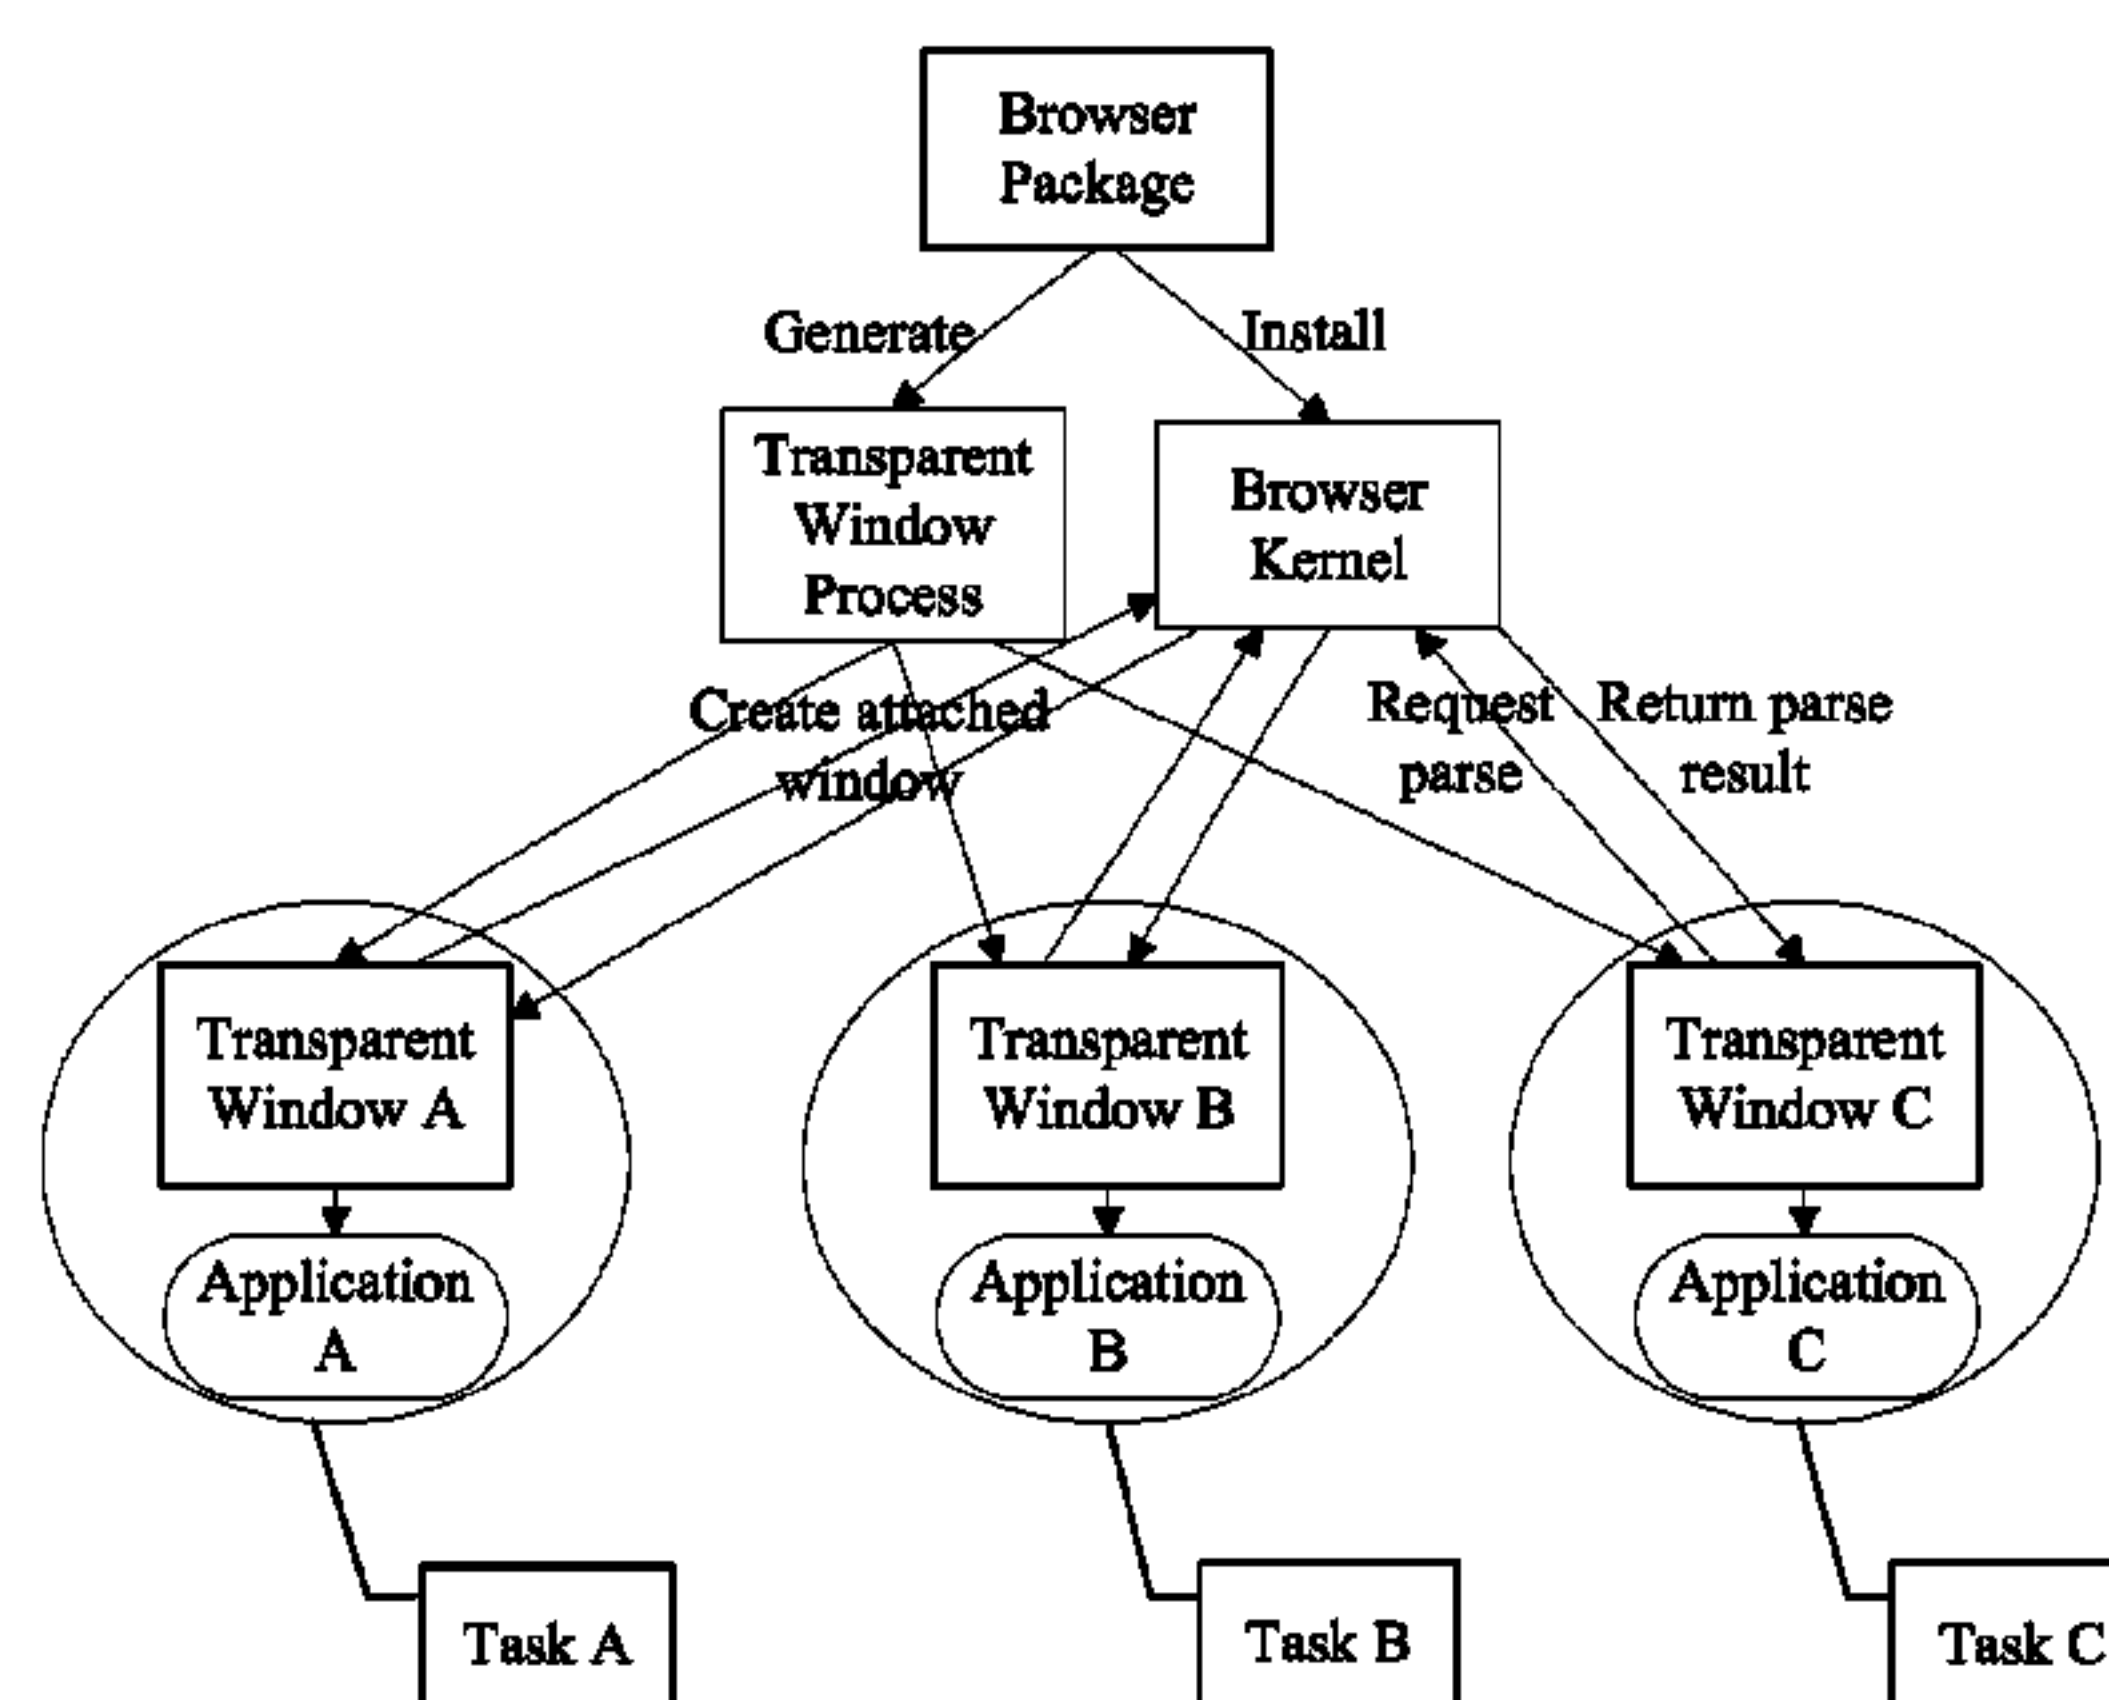 Browser
Package
Generate
Install
Transparent
Window
Process
Browser
Kernel
Create attached
window
Request
parse
Return parse
result
Transparent
Window A
Transparent
Window B
Transparent
Window C
Application
A
Application
B
Application
C
Task A
Task B
Task C